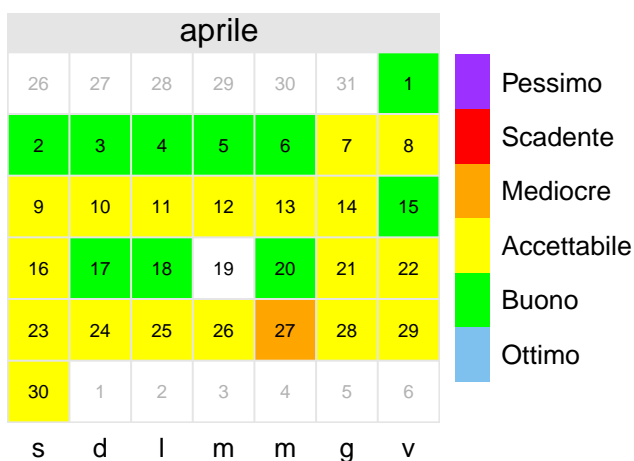 aprile
26 27 28 29 30 31 1
2 3 4 5 6 7 8
9 10 11 12 13 14 15
16 17 18 19 20 21 22
23 24 25 26 27 28 29
30 1 2 3 4 5 6
s d l m m g v
Pessimo
Scadente
Mediocre
Accettabile
Buono
Ottimo